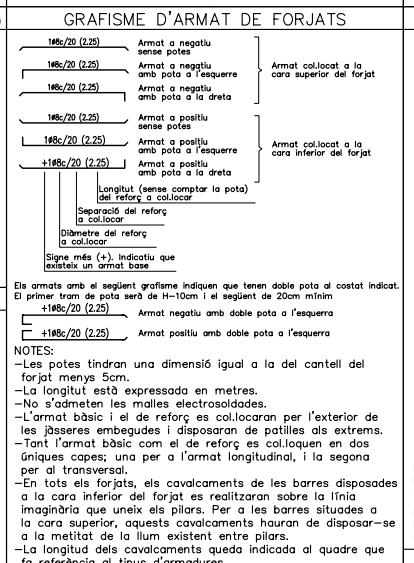 GRAFISME D'ARMAT DE FORJATS
1ø8c/20 (2.25) Armat a negatiu
sense potes
1ø8c/20 (2.25) Armat a negatiu
amb pota a l'esquerre
Armat col.locat a la
cara superior del forjat
1ø8c/20 (2.25) Armat a negatiu
amb pota a la dreta
1ø8c/20 (2.25) Armat a positiu
sense potes
1ø8c/20 (2.25) Armat a positiu
amb pota a l'esquerre
Armat col.locat a la
cara inferior del forjat
+1ø8c/20 (2.25) Armat a positiu
amb pota a la dreta
Longitut (sense comptar la pota)
del reforç a col.locar
Separació del reforç
a col.locar
Diàmetre del reforç
a col.locar
Signe més (+). Indicatiu que
existeix un armat base
Els armats amb el següent grafisme indiquen que tenen doble pota al costat indicat.
El primer tram de pota serà de H-10cm i el següent de 20cm mínim
+1ø8c/20 (2.25) Armat negatiu amb doble pota a l'esquerra
+1ø8c/20 (2.25) Armat positiu amb doble pota a l'esquerra
NOTES:
-Les potes tindran una dimensió igual a la del cantell del
forjat menys 5cm.
-La longitut està expressada en metres.
-No s'admeten les malles electrosoldades.
-L'armat bàsic i el de reforç es col.locaran per l'exterior de
les jàsseres embegudes i disposaran de patilles als extrems.
-Tant l'armat bàsic com el de reforç es col.loquen en dos
úniques capes; una per a l'armat longitudinal, i la segona
per al transversal.
-En tots els forjats, els cavalcaments de les barres disposades
a la cara inferior del forjat es realitzaran sobre la línia
imaginària que uneix els pilars. Per a les barres situades a
la cara superior, aquests cavalcaments hauran de disposar-se
a la metitat de la llum existent entre pilars.
-La longitud dels cavalcaments queda indicada al quadre que
fa referència al tipus d'armadures.